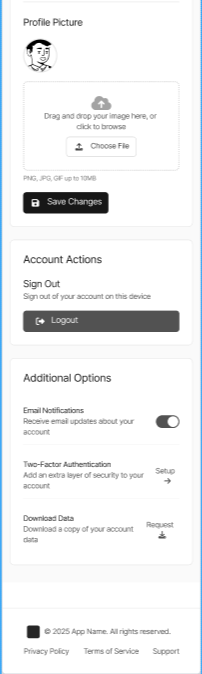 Profile Picture
Drag and drop your image here, or
click to browse
Choose File
PNG, JPG, GIF up to 10MB
Save Changes
Account Actions
Sign Out
Sign out of your account on this device
Logout
Additional Options
Email Notifications
Receive email updates about your
account
Two-Factor Authentication
Add an extra layer of security to your
account
Setup
Download Data
Download a copy of your account
data
Request
© 2025 App Name. All rights reserved.
Privacy Policy Terms of Service Support